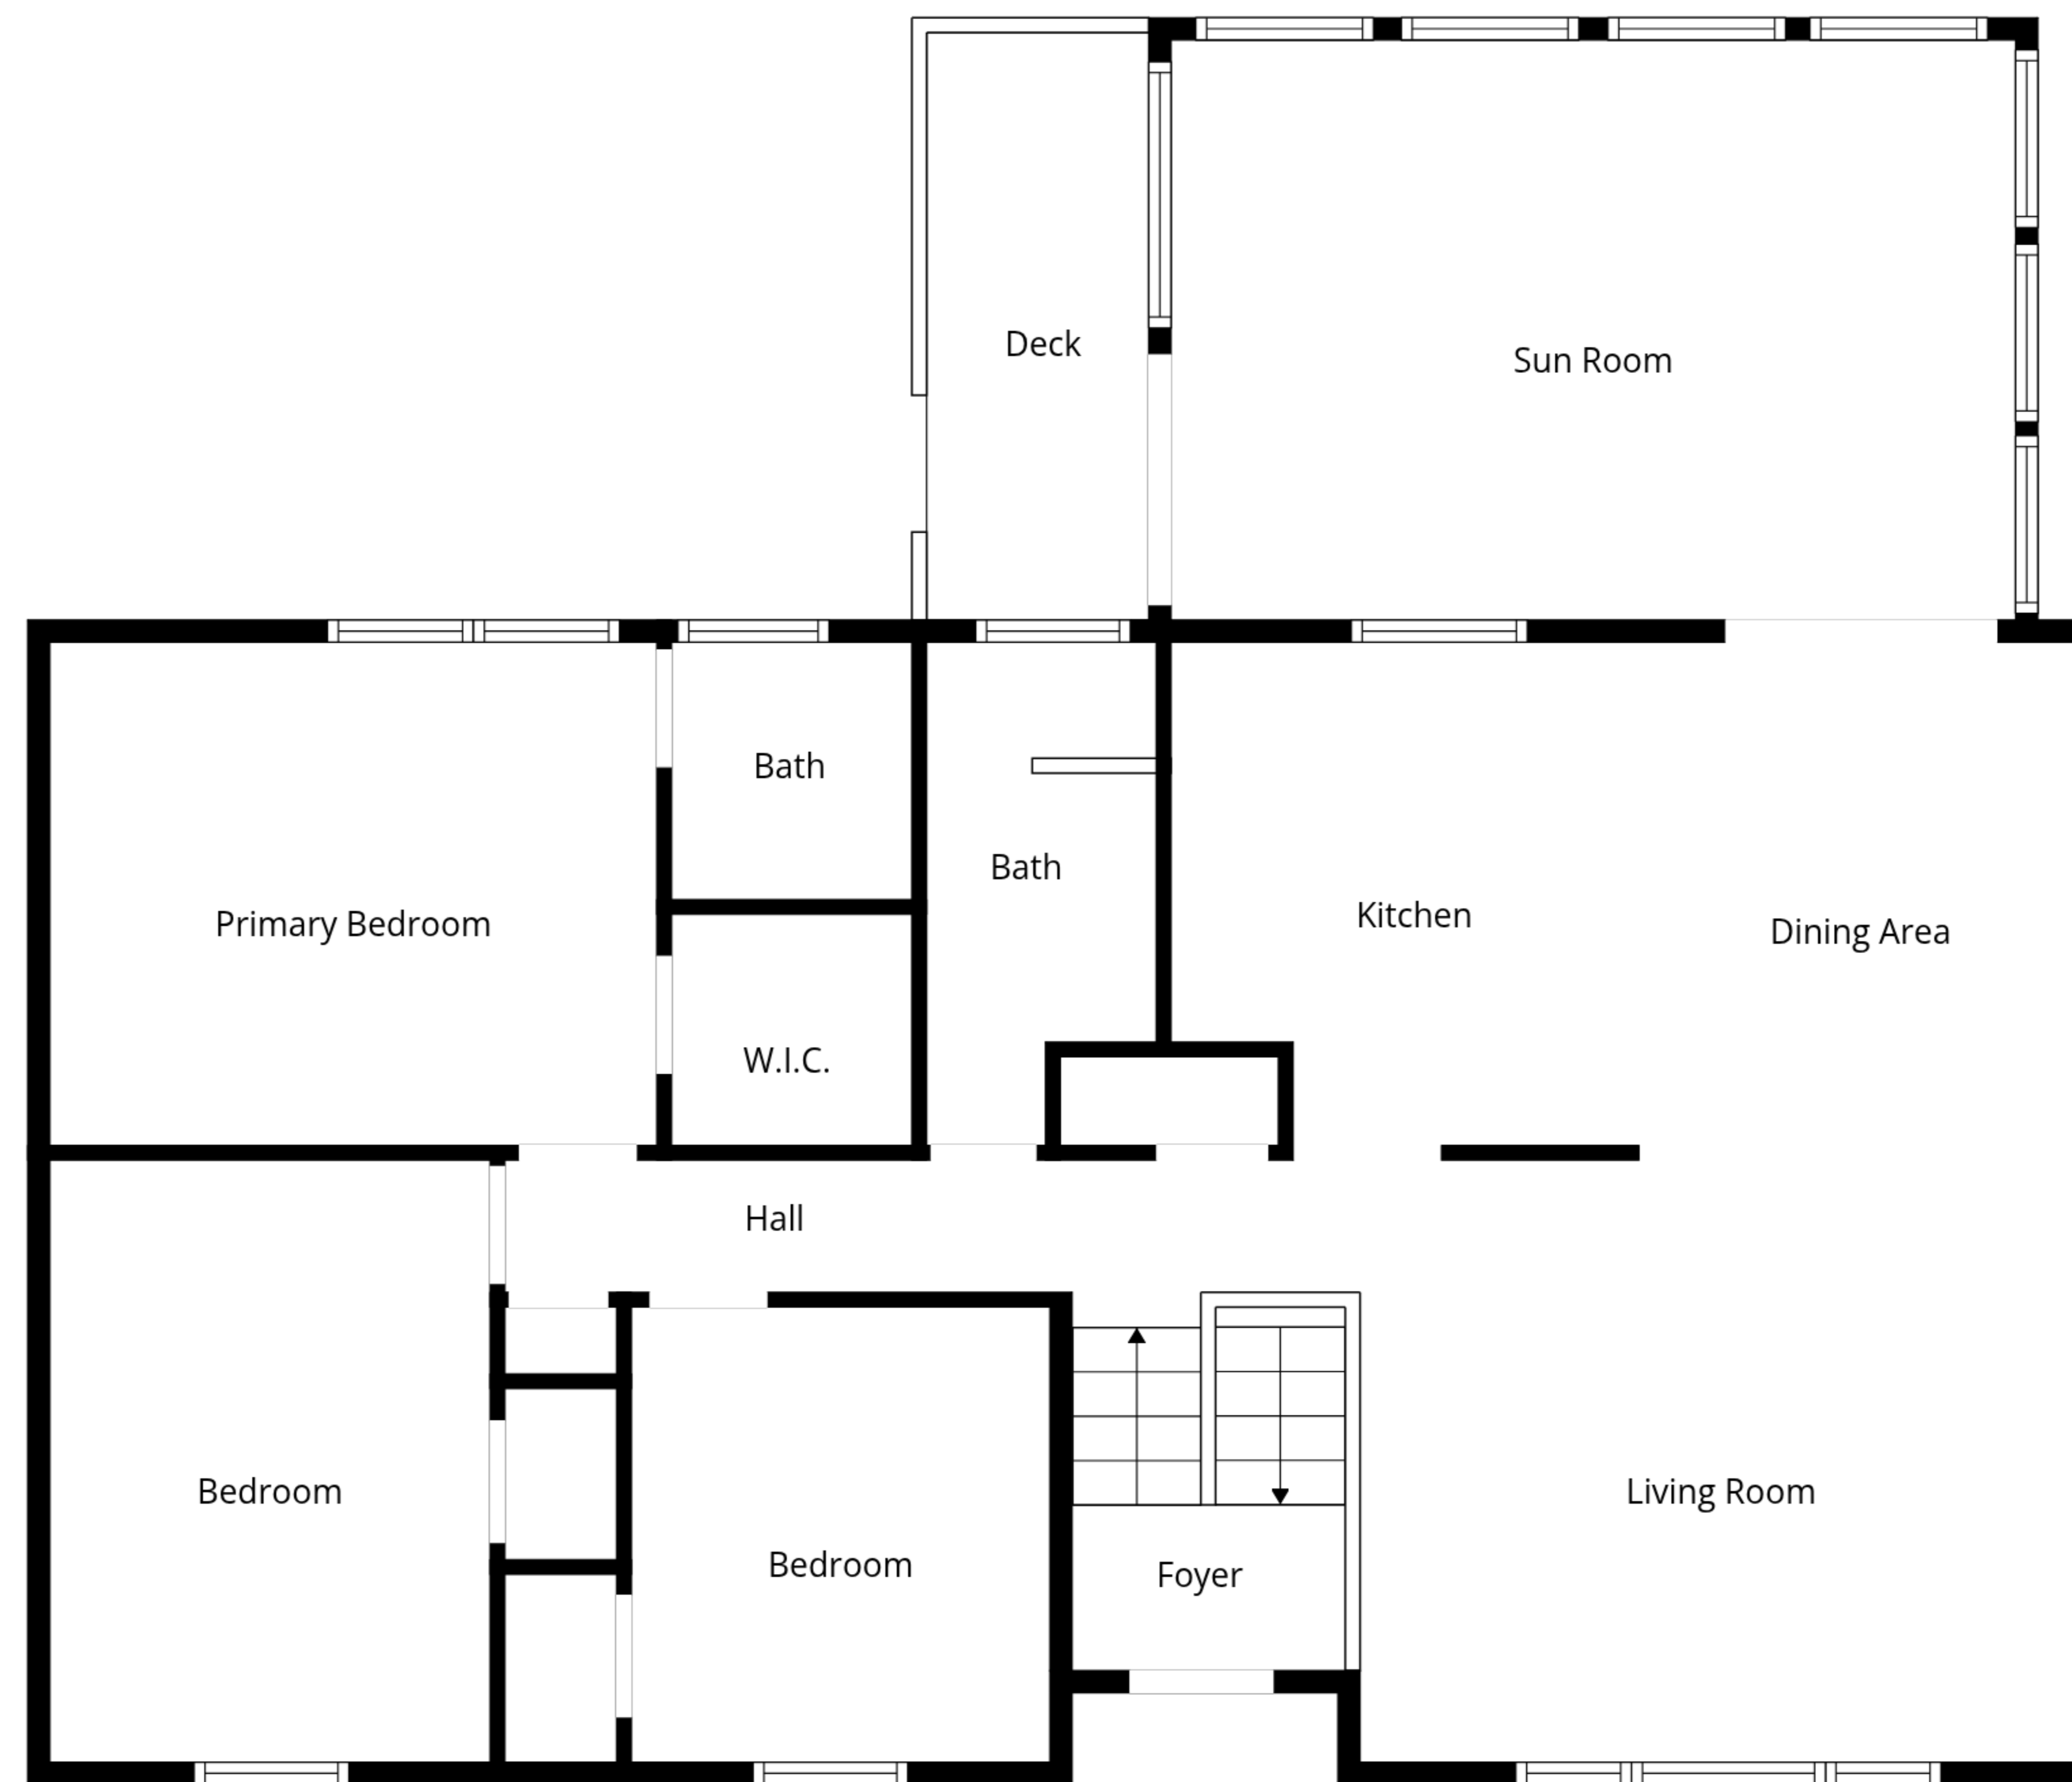 Deck
Sun Room
Bath
Bath
Primary Bedroom
Kitchen
Dining Area
W.I.C.
Hall
Bedroom
Living Room
Bedroom
Foyer